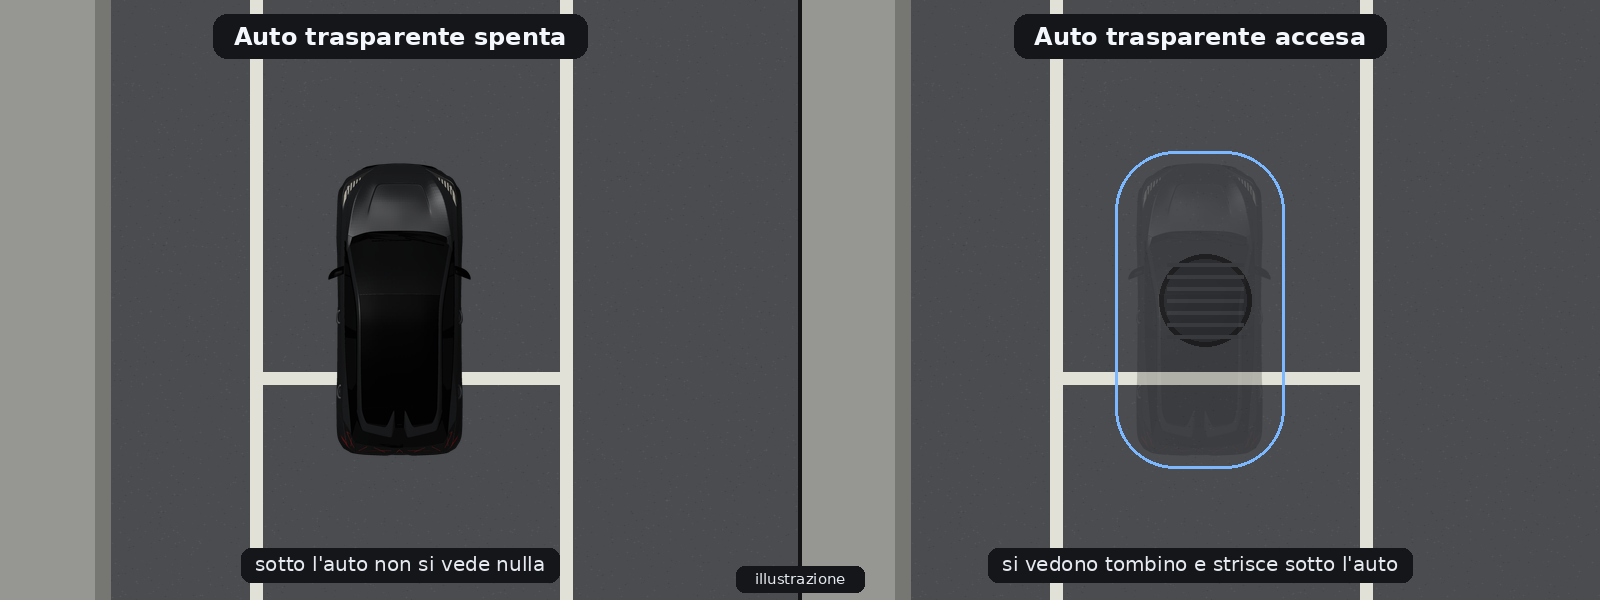 Auto trasparente spenta
Auto trasparente accesa
sotto l'auto non si vede nulla
si vedono tombino e strisce sotto l'auto
illustrazione